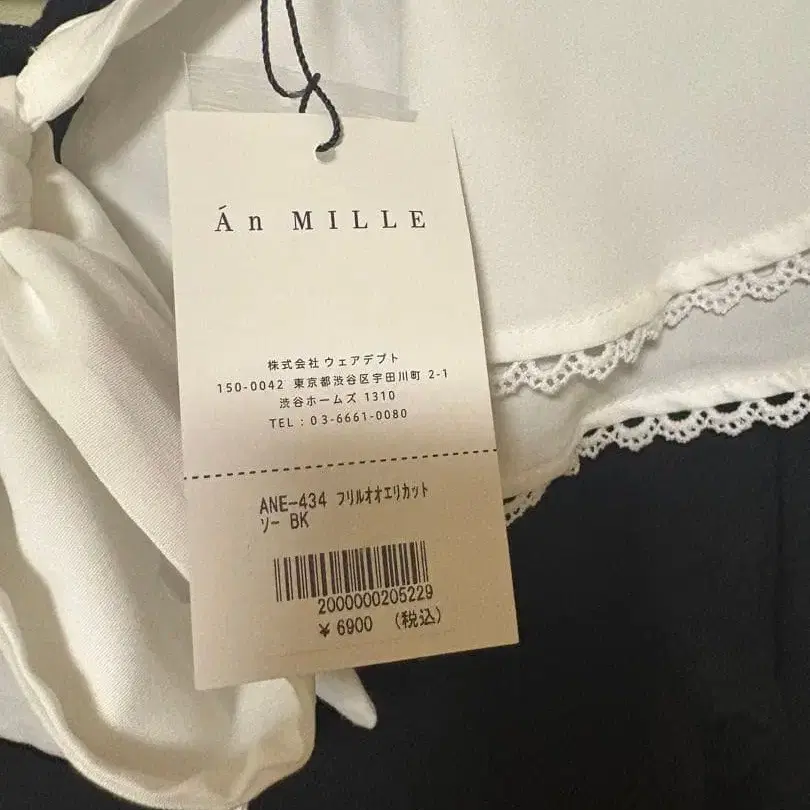 Án MILLE
株式会社 ウェアデプト
150-0042 東京都渋谷区宇田川町 2-1
渋谷ホームズ 1310
TEL : 03-6661-0080
ANE-434 フリルオオエリカット
ソー BK
2000000205229
¥ 6900 (税込)